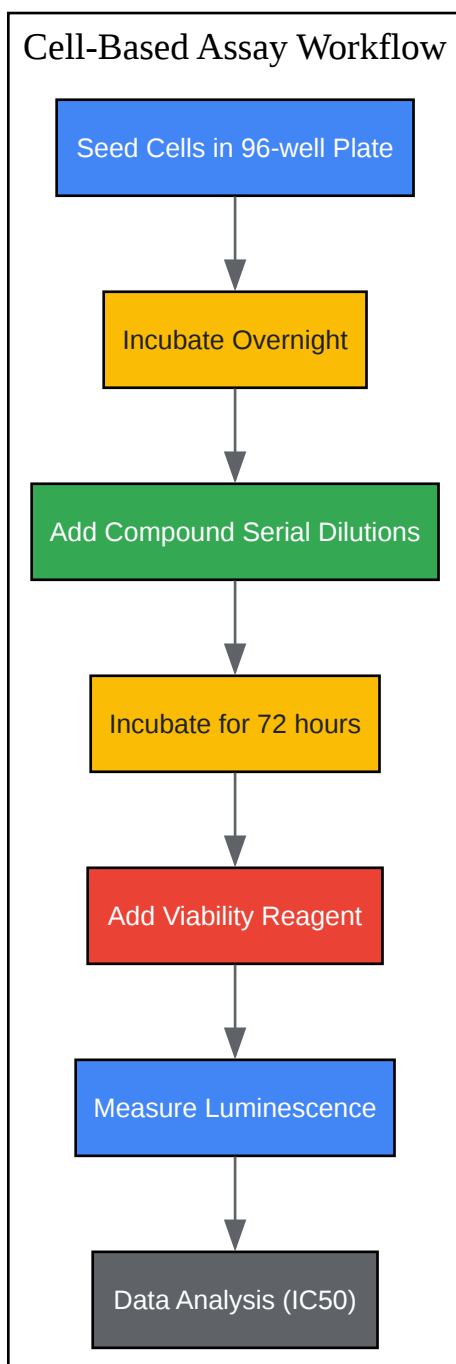 Cell-Based Assay Workflow
Seed Cells in 96-well Plate
Incubate Overnight
Add Compound Serial Dilutions
Incubate for 72 hours
Add Viability Reagent
Measure Luminescence
Data Analysis (IC50)